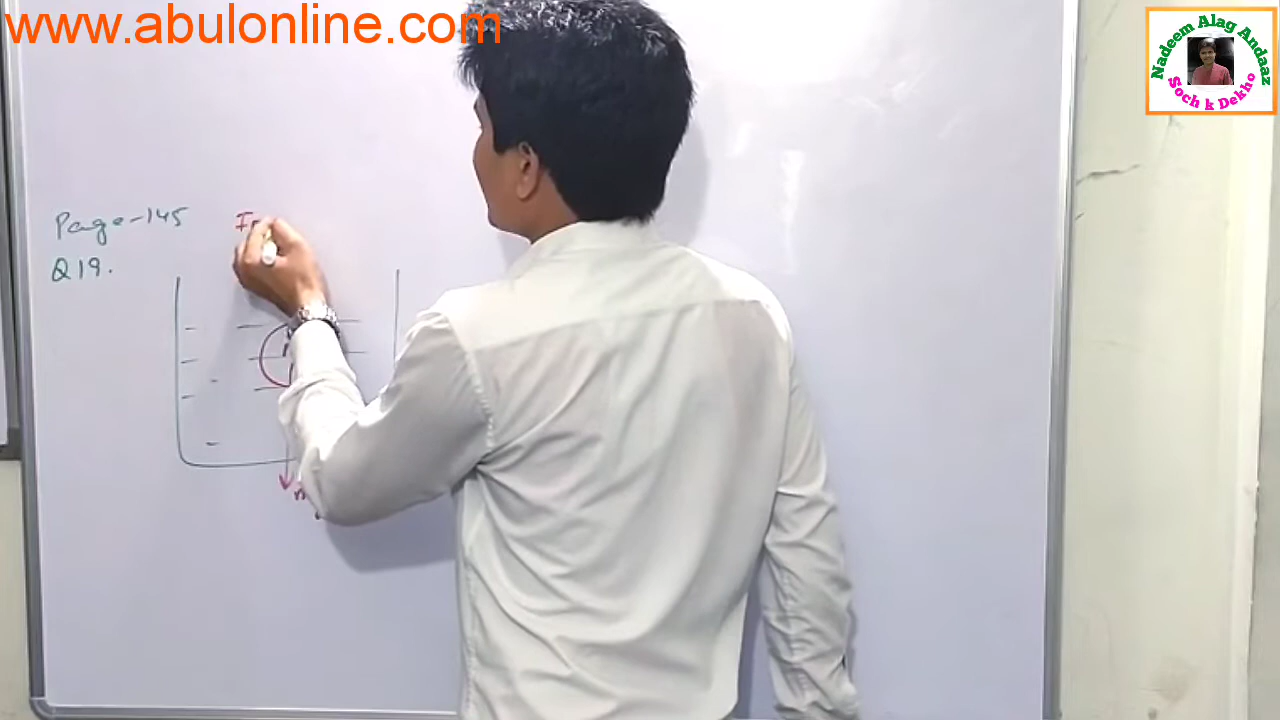 www.abulonline.com
Nadeem Alag Andaaz
Soch k Dekho
Page-145
Q19.